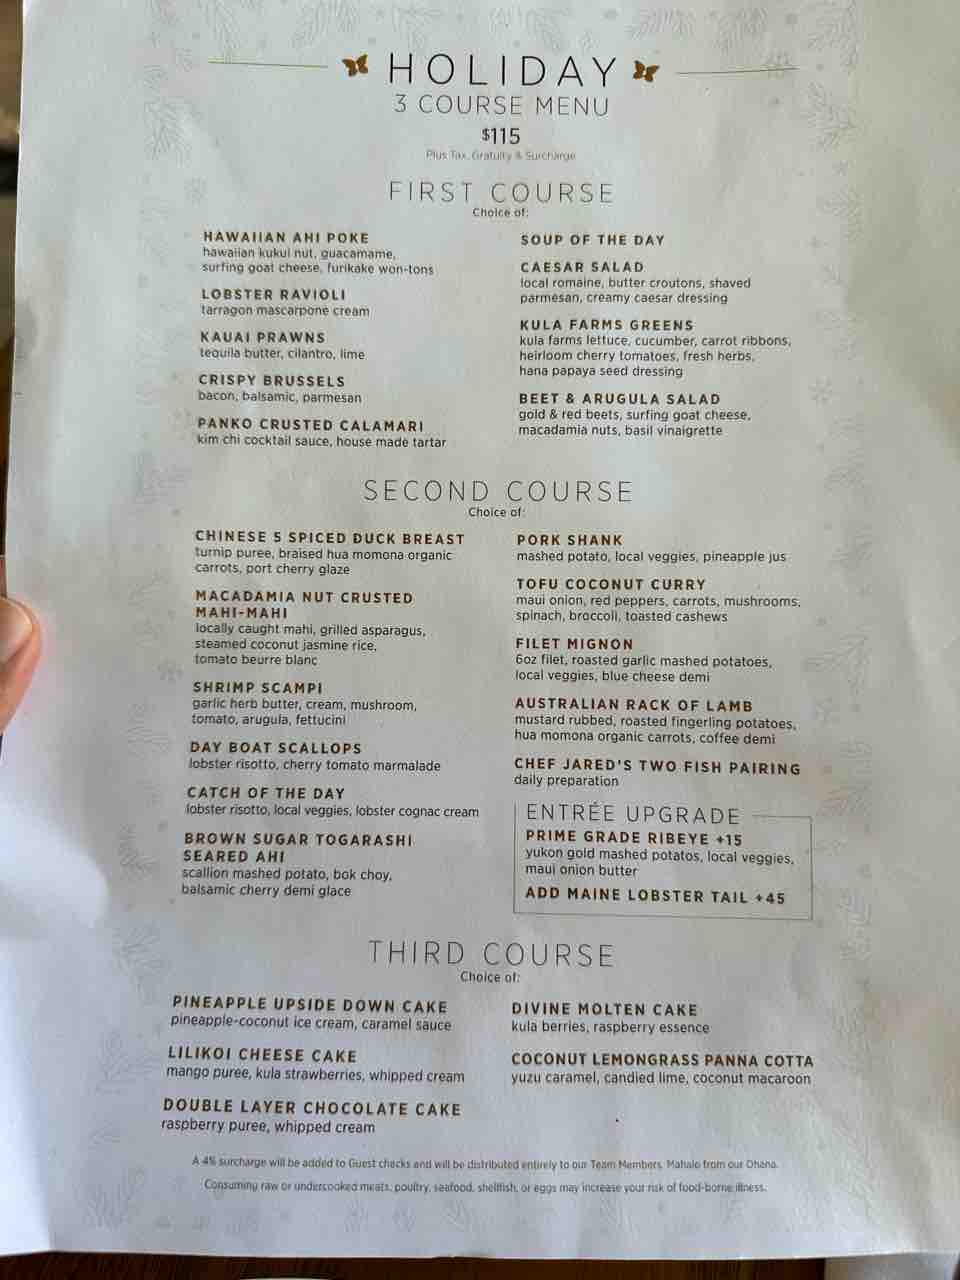 HOLIDAY
3 COURSE MENU
$115
Plus Tax, Gratuity & Surcharge
FIRST COURSE
Choice of:
HAWAIIAN AHI POKE
hawaiian kukui nut, guacamame,
surfing goat cheese, furikake won-tons
LOBSTER RAVIOLI
tarragon mascarpone cream
KAUAI PRAWNS
tequila butter, cilantro, lime
CRISPY BRUSSELS
bacon, balsamic, parmesan
PANKO CRUSTED CALAMARI
kim chi cocktail sauce, house made tartar
SOUP OF THE DAY
CAESAR SALAD
local romaine, butter croutons, shaved
parmesan, creamy caesar dressing
KULA FARMS GREENS
kula farms lettuce, cucumber, carrot ribbons,
heirloom cherry tomatoes, fresh herbs,
hana papaya seed dressing
BEET & ARUGULA SALAD
gold & red beets, surfing goat cheese,
macadamia nuts, basil vinaigrette
SECOND COURSE
Choice of:
CHINESE 5 SPICED DUCK BREAST
turnip puree, braised hua momona organic
carrots, port cherry glaze
MACADAMIA NUT CRUSTED
MAHI-MAHI
locally caught mahi, grilled asparagus,
steamed coconut jasmine rice,
tomato beurre blanc
SHRIMP SCAMPI
garlic herb butter, cream, mushroom,
tomato, arugula, fettucini
DAY BOAT SCALLOPS
lobster risotto, cherry tomato marmalade
CATCH OF THE DAY
lobster risotto, local veggies, lobster cognac cream
BROWN SUGAR TOGARASHI
SEARED AHI
scallion mashed potato, bok choy,
balsamic cherry demi glace
PORK SHANK
mashed potato, local veggies, pineapple jus
TOFU COCONUT CURRY
maui onion, red peppers, carrots, mushrooms,
spinach, broccoli, toasted cashews
FILET MIGNON
6oz filet, roasted garlic mashed potatoes,
local veggies, blue cheese demi
AUSTRALIAN RACK OF LAMB
mustard rubbed, roasted fingerling potatoes,
hua momona organic carrots, coffee demi
CHEF JARED'S TWO FISH PAIRING
daily preparation
ENTRÉE UPGRADE
PRIME GRADE RIBEYE +15
yukon gold mashed potatos, local veggies,
maui onion butter
ADD MAINE LOBSTER TAIL +45
THIRD COURSE
Choice of:
PINEAPPLE UPSIDE DOWN CAKE
pineapple-coconut ice cream, caramel sauce
LILIKOI CHEESE CAKE
mango puree, kula strawberries, whipped cream
DOUBLE LAYER CHOCOLATE CAKE
raspberry puree, whipped cream
DIVINE MOLTEN CAKE
kula berries, raspberry essence
COCONUT LEMONGRASS PANNA COTTA
yuzu caramel, candied lime, coconut macaroon
A 4% surcharge will be added to Guest checks and will be distributed entirely to our Team Members. Mahalo from our Ohana.
Consuming raw or undercooked meats, poultry, seafood, shellfish, or eggs may increase your risk of food-borne illness.